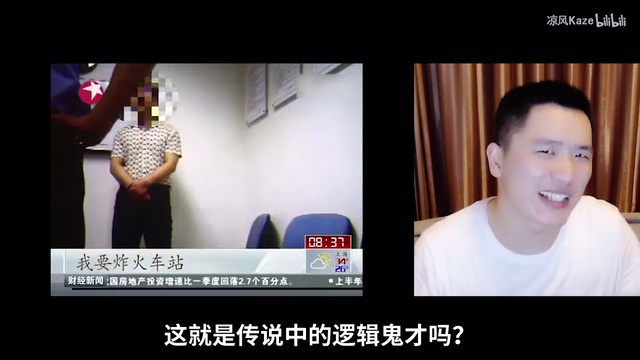 凉风Kaze bilibili
我要炸火车站
08:37
上海
34°
26°
财经新闻 国房地产投资增速比一季度回落2.7个百分点。 ■上半年
这就是传说中的逻辑鬼才吗？